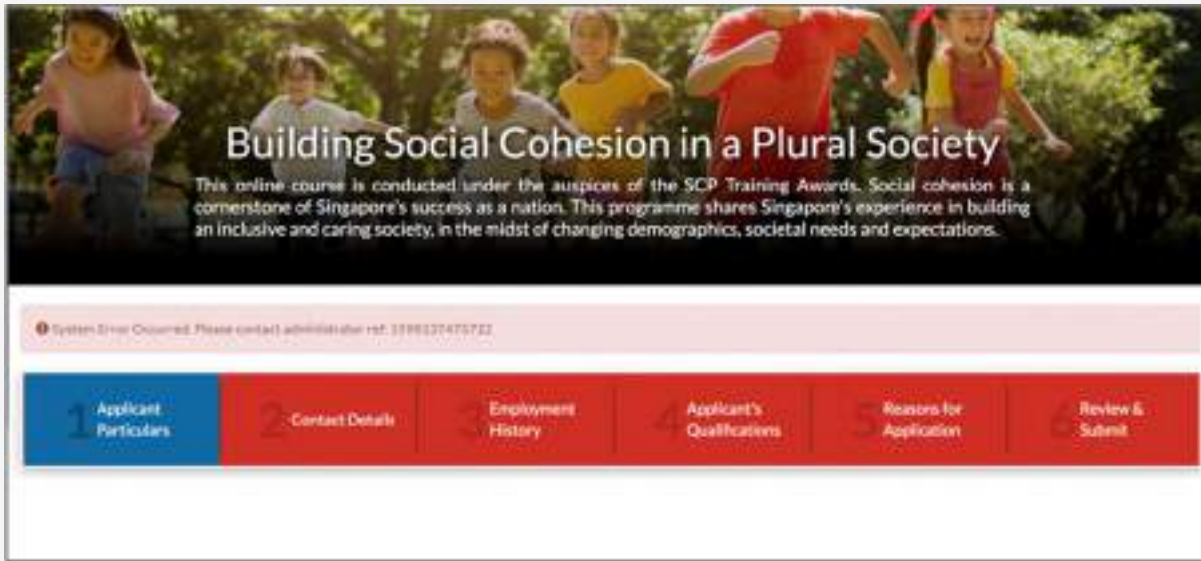 Building Social Cohesion in a Plural Society
This online course is conducted under the auspices of the SCP Training Awards. Social cohesion is a
cornerstone of Singapore's success as a nation. This programme shares Singapore's experience in building
an inclusive and caring society, in the midst of changing demographics, societal needs and expectations.
System Error Occurred. Please contact administrator ref:
1 Applicant
Particulars
2 Contact Details
3 Employment
History
4 Applicant's
Qualifications
5 Reasons for
Application
6 Review &
Submit